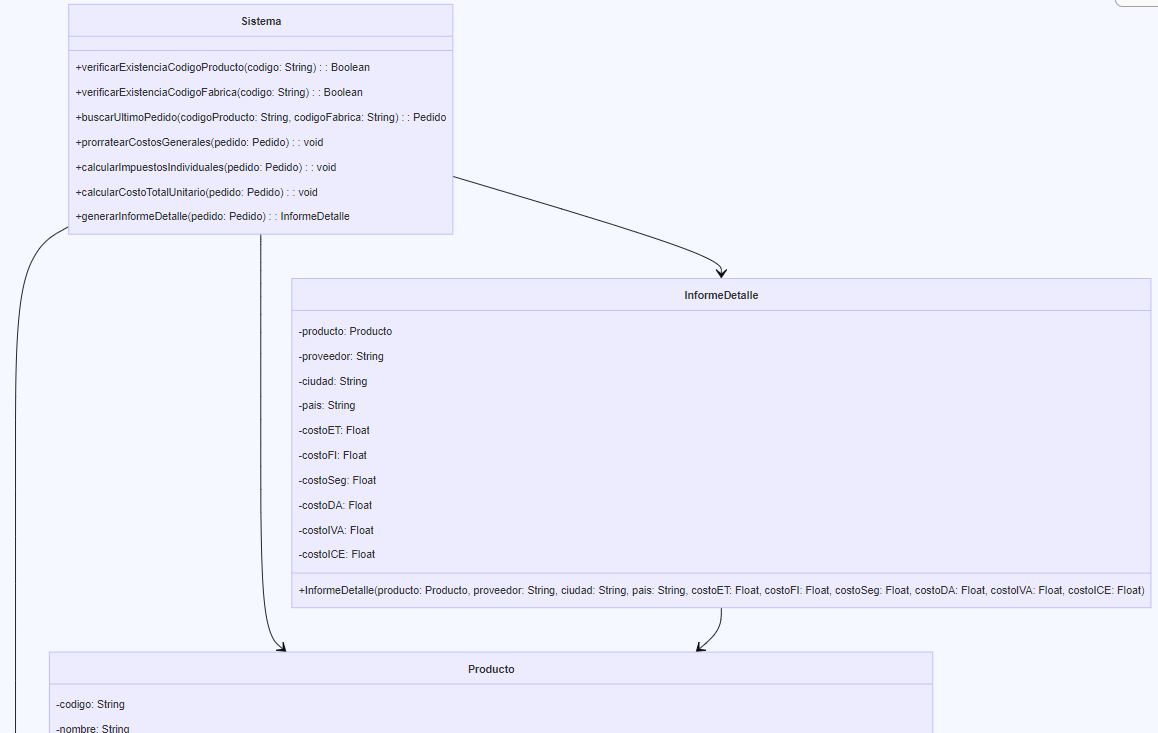 Sistema
+verificarExistenciaCodigoProducto(codigo: String) : : Boolean
+verificarExistenciaCodigoFabrica(codigo: String) : : Boolean
+buscarUltimoPedido(codigoProducto: String, codigoFabrica: String) : : Pedido
+prorratearCostosGenerales(pedido: Pedido) : : void
+calcularImpuestosIndividuales(pedido: Pedido) : : void
+calcularCostoTotalUnitario(pedido: Pedido) : : void
+generarInformeDetalle(pedido: Pedido) : : InformeDetalle
InformeDetalle
-producto: Producto
-proveedor: String
-ciudad: String
-pais: String
-costoET: Float
-costoFI: Float
-costoSeg: Float
-costoDA: Float
-costoIVA: Float
-costoICE: Float
+InformeDetalle(producto: Producto, proveedor: String, ciudad: String, pais: String, costoET: Float, costoFI: Float, costoSeg: Float, costoDA: Float, costoIVA: Float, costoICE: Float)
Producto
-codigo: String
-nombre: String